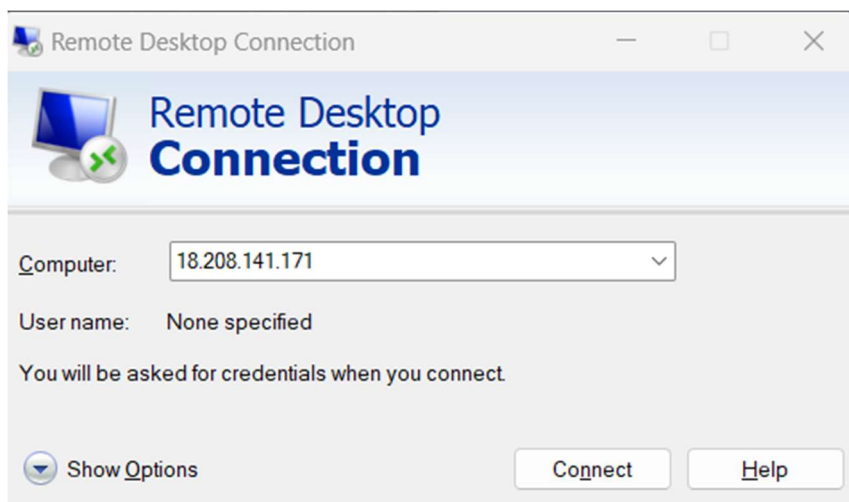 Remote Desktop Connection
Remote Desktop
Connection
Computer: 18.208.141.171
User name: None specified
You will be asked for credentials when you connect.
Show Options Connect Help